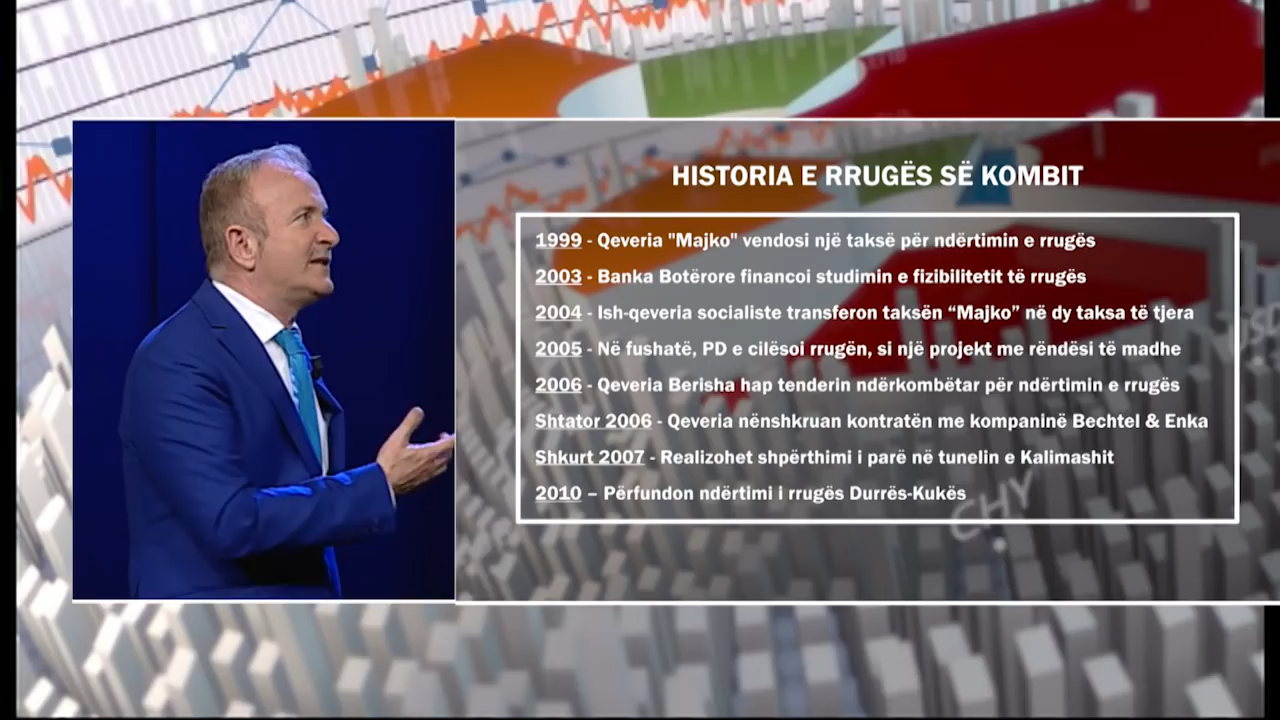 HISTORIA E RRUGËS SË KOMBIT
1999 - Qeveria "Majko" vendosi një taksë për ndërtimin e rrugës
2003 - Banka Botërore financoi studimin e fizibilitetit të rrugës
2004 - Ish-qeveria socialiste transferon taksën “Majko” në dy taksa të tjera
2005 - Në fushatë, PD e cilësoi rrugën, si një projekt me rëndësi të madhe
2006 - Qeveria Berisha hap tenderin ndërkombëtar për ndërtimin e rrugës
Shtator 2006 - Qeveria nënshkruan kontratën me kompaninë Bechtel & Enka
Shkurt 2007 - Realizohet shpërthimi i parë në tunelin e Kalimashit
2010 – Përfundon ndërtimi i rrugës Durrës-Kukës
CHY